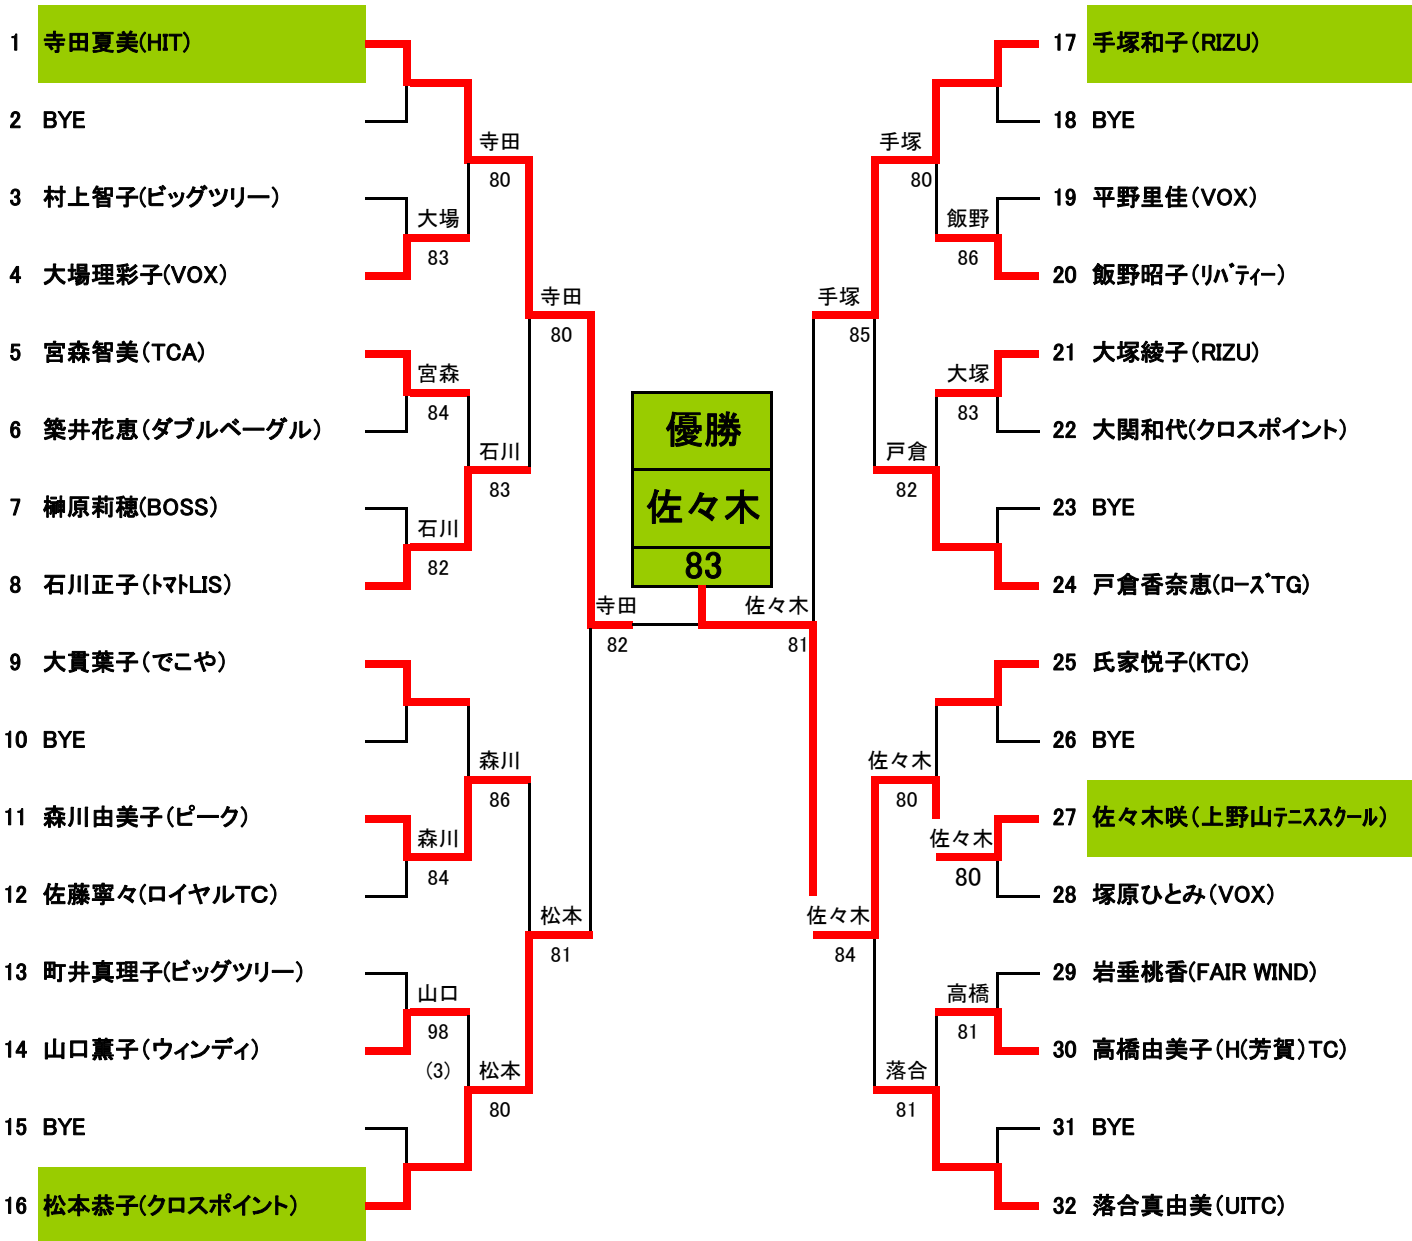 1 寺田夏美(HIT)
2 BYE
3 村上智子(ビッグツリー)
4 大場理彩子(VOX)
5 宮森智美(TCA)
6 築井花恵(ダブルベーグル)
7 榊原莉穂(BOSS)
8 石川正子(トマトLIS)
9 大貫葉子(でこや)
10 BYE
11 森川由美子(ピーク)
12 佐藤寧々(ロイヤルTC)
13 町井真理子(ビッグツリー)
14 山口薫子(ウィンディ)
15 BYE
16 松本恭子(クロスポイント)
大場
83
宮森
84
石川
82
森川
84
山口
98
(3)
寺田
80
石川
83
森川
86
松本
80
寺田
80
松本
81
寺田
82
優勝
佐々木
83
佐々木
81
手塚
85
佐々木
84
手塚
80
戸倉
82
佐々木
80
落合
81
飯野
86
大塚
83
佐々木
80
高橋
81
17 手塚和子(RIZU)
18 BYE
19 平野里佳(VOX)
20 飯野昭子(リバティー)
21 大塚綾子(RIZU)
22 大関和代(クロスポイント)
23 BYE
24 戸倉香奈恵(ローズTG)
25 氏家悦子(KTC)
26 BYE
27 佐々木咲(上野山テニススクール)
28 塚原ひとみ(VOX)
29 岩垂桃香(FAIR WIND)
30 高橋由美子(H(芳賀)TC)
31 BYE
32 落合真由美(UITC)